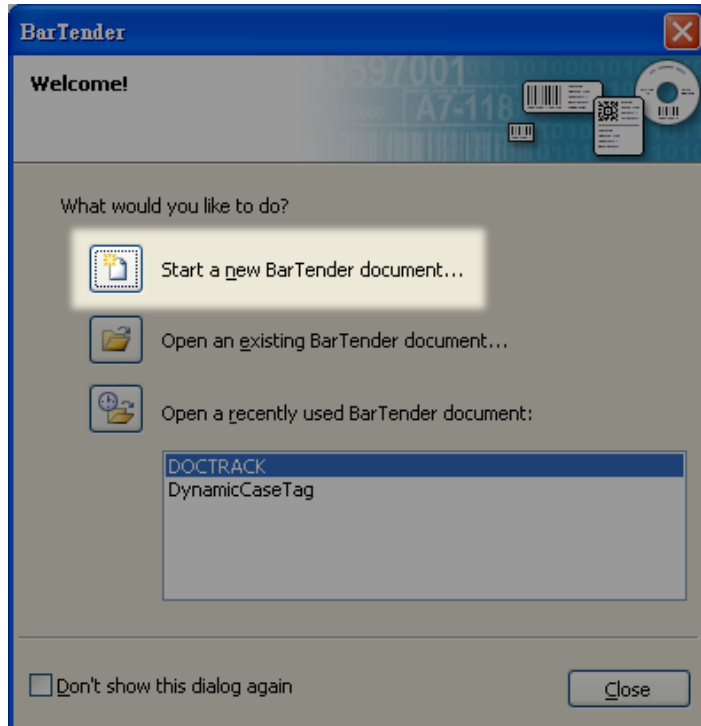 BarTender
Welcome!
3597001
A7-118
What would you like to do?
Start a new BarTender document...
Open an existing BarTender document...
Open a recently used BarTender document:
DOCTRACK
DynamicCaseTag
Don't show this dialog again
Close